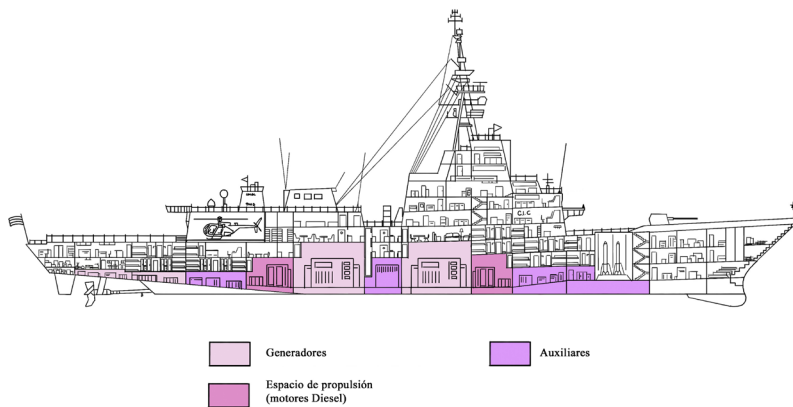 C.I.C
Generadores
Auxiliares
Espacio de propulsión
(motores Diesel)